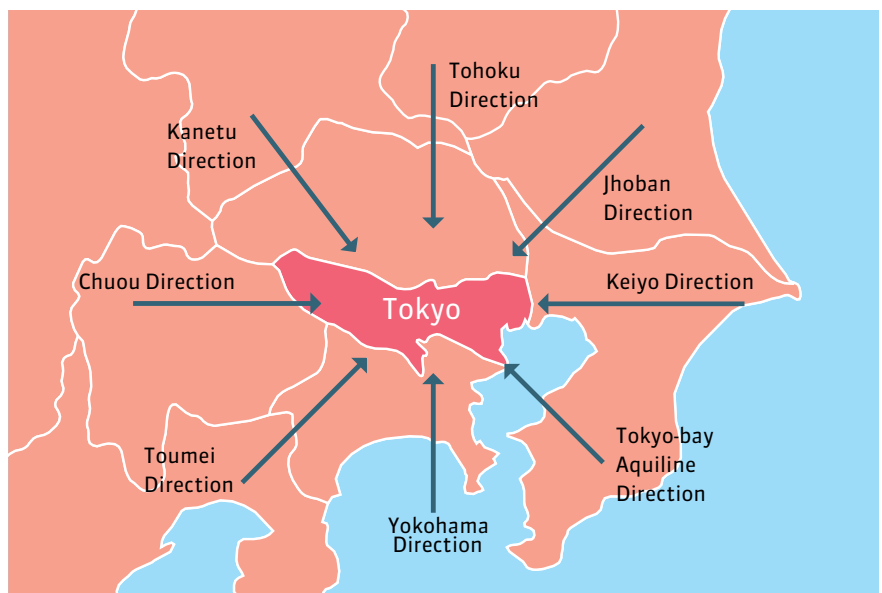 Tohoku
Direction
Kanetu
Direction
Jhoban
Direction
Chuou Direction
Tokyo
Keiyo Direction
Toumei
Direction
Tokyo-bay
Aquiline
Direction
Yokohama
Direction